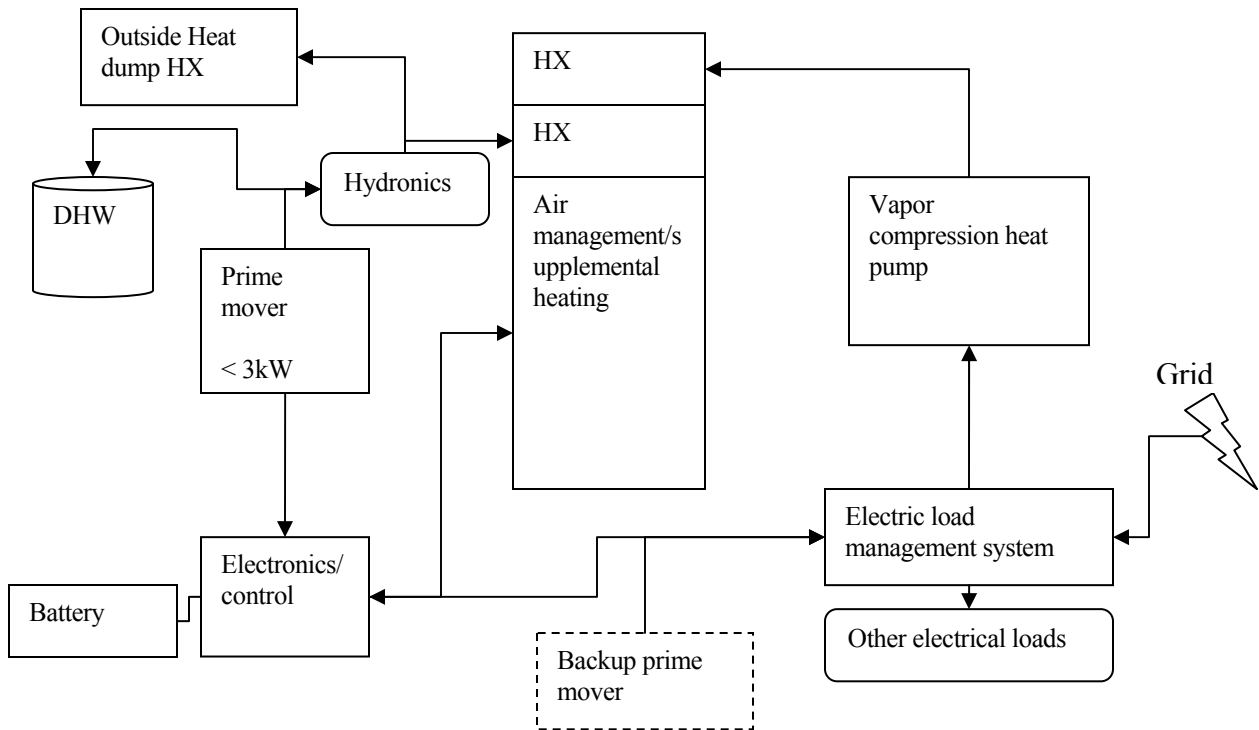 Outside Heat
dump HX
HX
HX
Hydronics
DHW
Air
management/s
upplemental
heating
Vapor
compression heat
pump
Prime
mover
< 3kW
Grid
Electric load
management system
Electronics/
control
Battery
Other electrical loads
Backup prime
mover